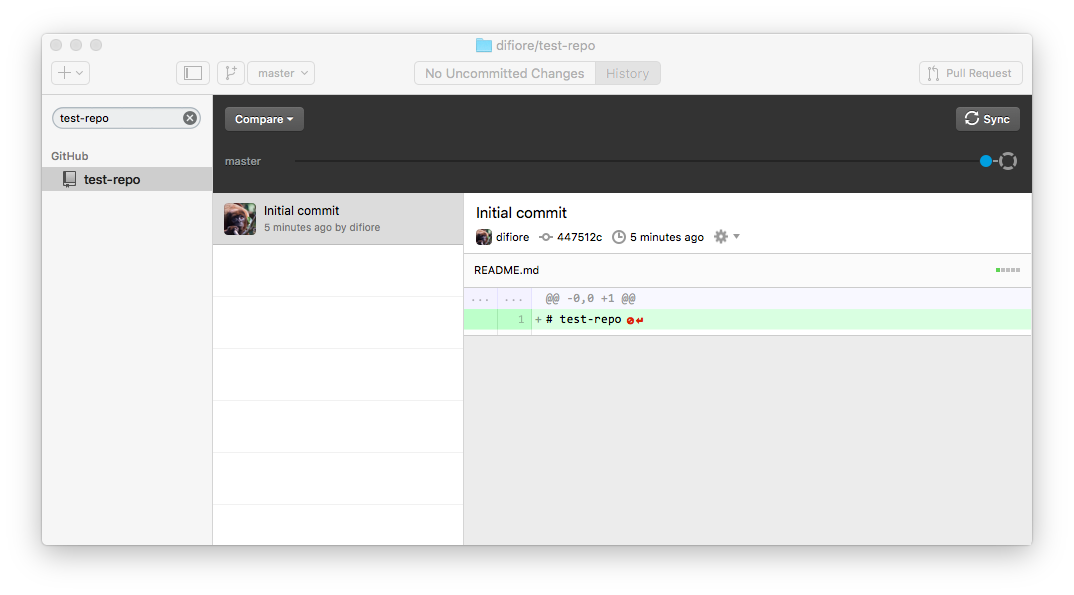 difiore/test-repo
master
No Uncommitted Changes
History
Pull Request
test-repo
Compare
Sync
GitHub
master
test-repo
Initial commit
5 minutes ago by difiore
Initial commit
difiore 447512c 5 minutes ago
README.md
... ... @@ -0,0 +1 @@
1 + # test-repo